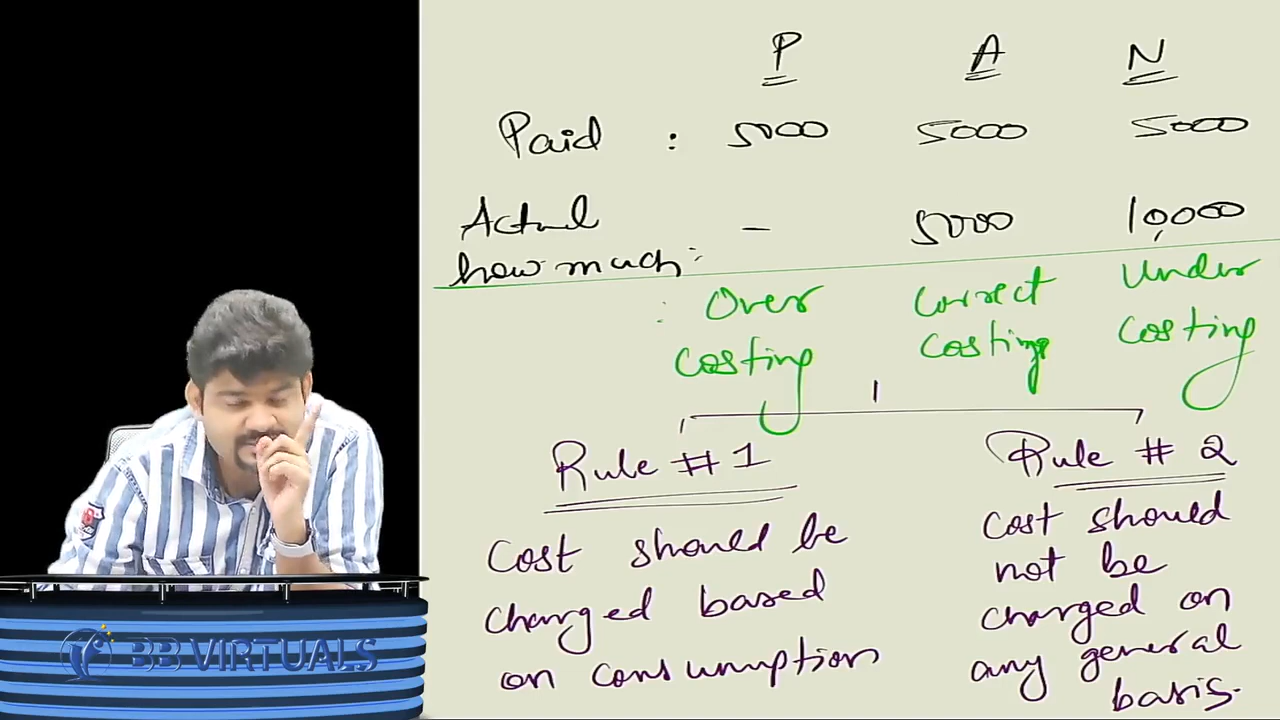 P A N
Paid : 5000 5000 5000
Actual
how much: - 5000 10,000
: Over Correct Under
costing costing costing
Rule #1 Rule # 2
Cost should be
charged based
on consumption
Cost should
not be
charged on
any general
basis.
BB VIRTUALS